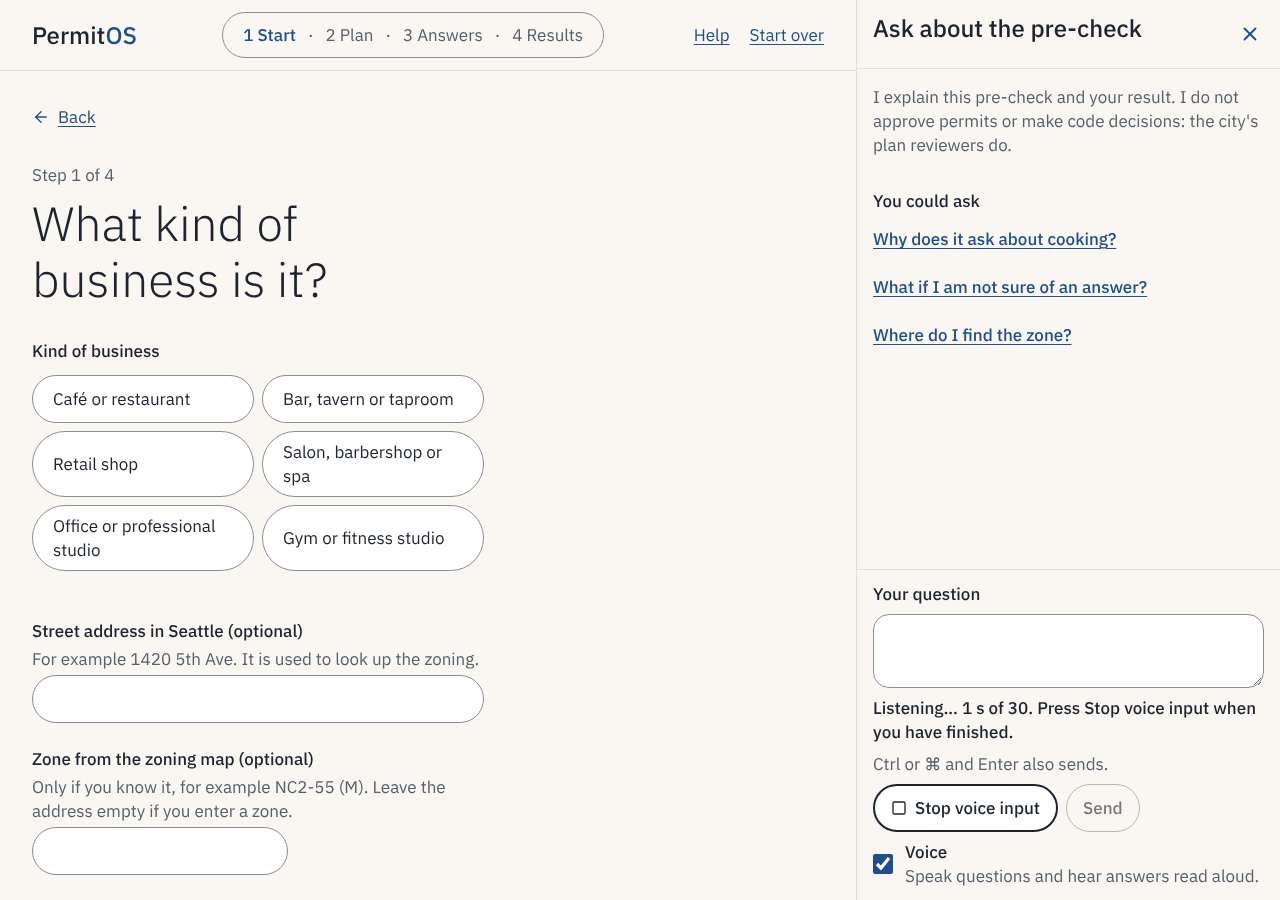 PermitOS
1 Start · 2 Plan · 3 Answers · 4 Results
Help
Start over
Back
Step 1 of 4
What kind of
business is it?
Kind of business
Café or restaurant
Bar, tavern or taproom
Retail shop
Salon, barbershop or
spa
Office or professional
studio
Gym or fitness studio
Street address in Seattle (optional)
For example 1420 5th Ave. It is used to look up the zoning.
Zone from the zoning map (optional)
Only if you know it, for example NC2-55 (M). Leave the
address empty if you enter a zone.
Ask about the pre-check
I explain this pre-check and your result. I do not
approve permits or make code decisions: the city's
plan reviewers do.
You could ask
Why does it ask about cooking?
What if I am not sure of an answer?
Where do I find the zone?
Your question
Listening... 1 s of 30. Press Stop voice input when
you have finished.
Ctrl or ⌘ and Enter also sends.
Stop voice input
Send
Voice
Speak questions and hear answers read aloud.